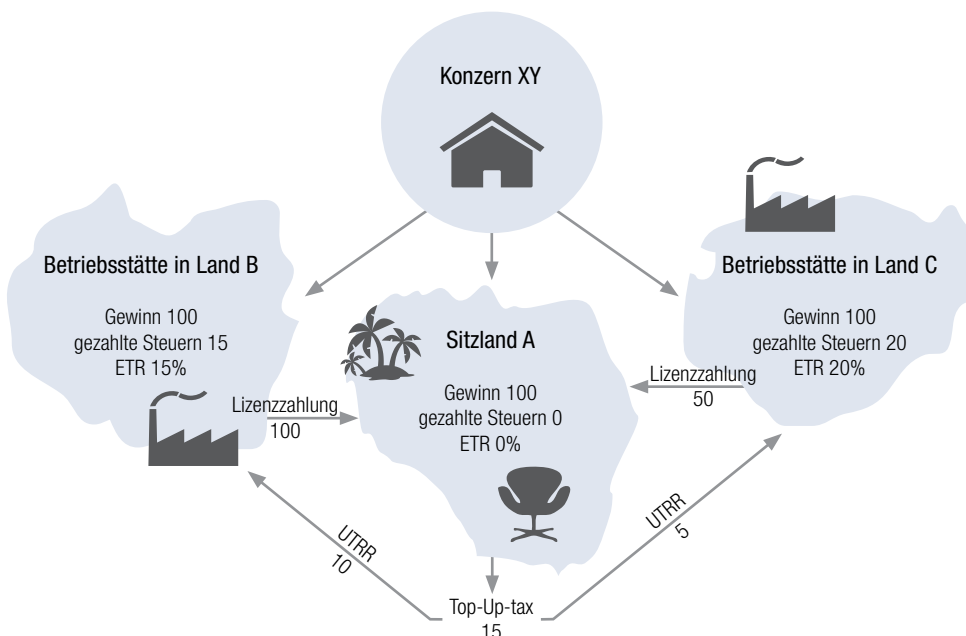 Konzern XY
Betriebsstätte in Land B
Gewinn 100
gezahlte Steuern 15
ETR 15%
Betriebsstätte in Land C
Gewinn 100
gezahlte Steuern 20
ETR 20%
Sitzland A
Gewinn 100
gezahlte Steuern 0
ETR 0%
Lizenzzahlung
100
Lizenzzahlung
50
UTRR
10
UTRR
5
Top-Up-tax
15